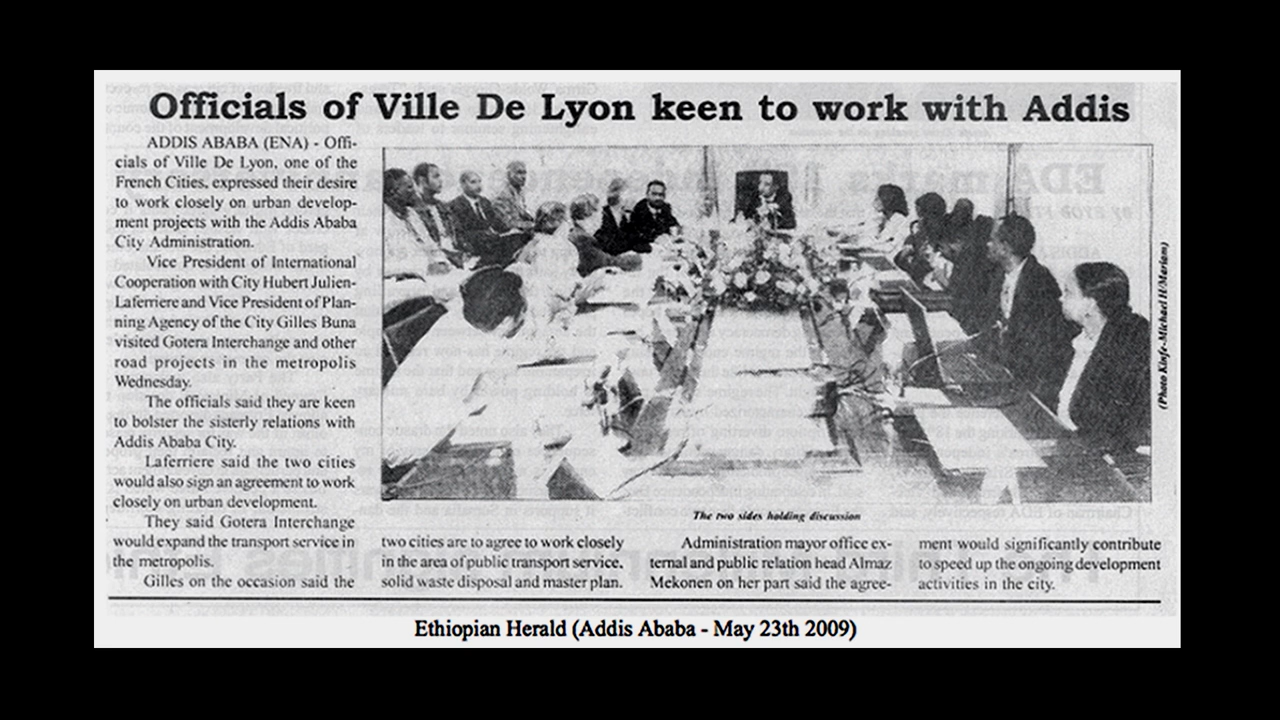 Officials of Ville De Lyon keen to work with Addis
ADDIS ABABA (ENA) - Offi-
cials of Ville De Lyon, one of the
French Cities, expressed their desire
to work closely on urban develop-
ment projects with the Addis Ababa
City Administration.
Vice President of International
Cooperation with City Hubert Julien-
Laferriere and Vice President of Plan-
ning Agency of the City Gilles Buna
visited Gotera Interchange and other
road projects in the metropolis
Wednesday.
The officials said they are keen
to bolster the sisterly relations with
Addis Ababa City.
Laferriere said the two cities
would also sign an agreement to work
closely on urban development.
They said Gotera Interchange
would expand the transport service in
the metropolis.
Gilles on the occasion said the
(Photo Kinfe-Michael H/Mariam)
The two sides holding discussion
two cities are to agree to work closely
in the area of public transport service,
solid waste disposal and master plan.
Administration mayor office ex-
ternal and public relation head Almaz
Mekonen on her part said the agree-
ment would significantly contribute
to speed up the ongoing development
activities in the city.
Ethiopian Herald (Addis Ababa - May 23th 2009)